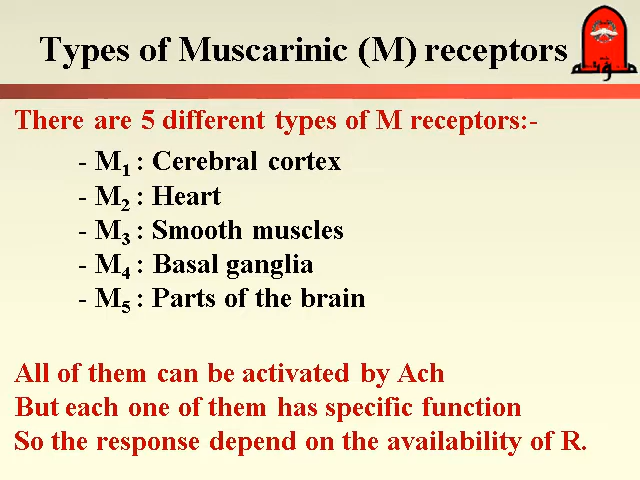 Types of Muscarinic (M) receptors
مؤته
There are 5 different types of M receptors:-
- M₁ : Cerebral cortex
- M₂ : Heart
- M₃ : Smooth muscles
- M₄ : Basal ganglia
- M₅ : Parts of the brain
All of them can be activated by Ach
But each one of them has specific function
So the response depend on the availability of R.